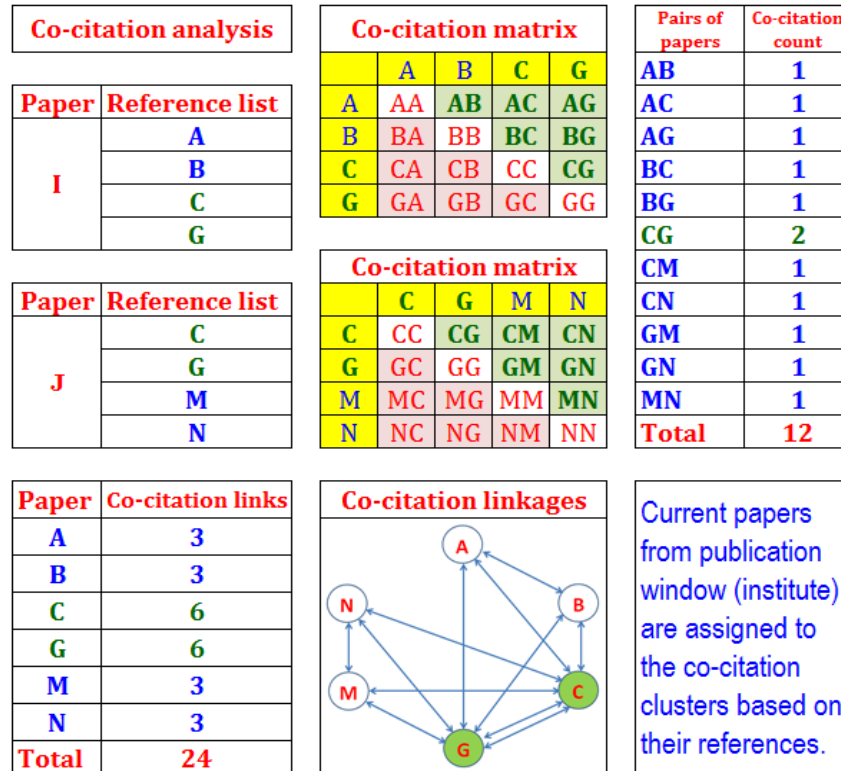 Co-citation analysis
Paper Reference list
I
A
B
C
G
Paper Reference list
J
C
G
M
N
Co-citation matrix
A B C G
A AA AB AC AG
B BA BB BC BG
C CA CB CC CG
G GA GB GC GG
Co-citation matrix
C G M N
C CC CG CM CN
G GC GG GM GN
M MC MG MM MN
N NC NG NM NN
Pairs of papers Co-citation count
AB 1
AC 1
AG 1
BC 1
BG 1
CG 2
CM 1
CN 1
GM 1
GN 1
MN 1
Total 12
Paper Co-citation links
A 3
B 3
C 6
G 6
M 3
N 3
Total 24
Co-citation linkages
A
N
B
M
C
G
Current papers
from publication
window (institute)
are assigned to
the co-citation
clusters based on
their references.